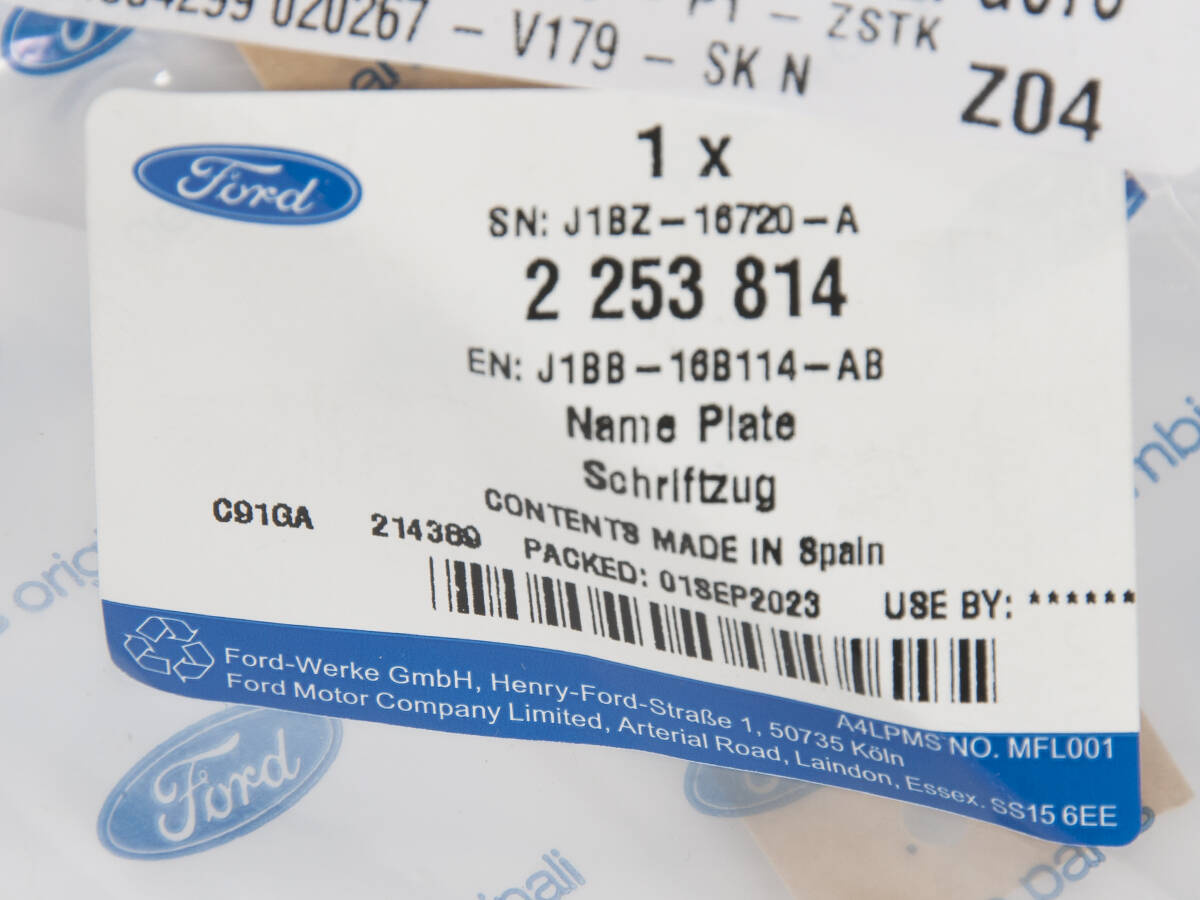 020267 - V179 - SK N
ZSTK
Z04
Ford
1 x
SN: J1BZ-16720-A
2 253 814
EN: J1BB-16B114-AB
Name Plate
Schriftzug
CONTENTS MADE IN Spain
C91GA 214389
PACKED: 01SEP2023 USE BY: ******
Ford-Werke GmbH, Henry-Ford-Straße 1, 50735 Köln
Ford Motor Company Limited, Arterial Road, Laindon, Essex. SS15 6EE
A4LPMS NO. MFL001
Ford